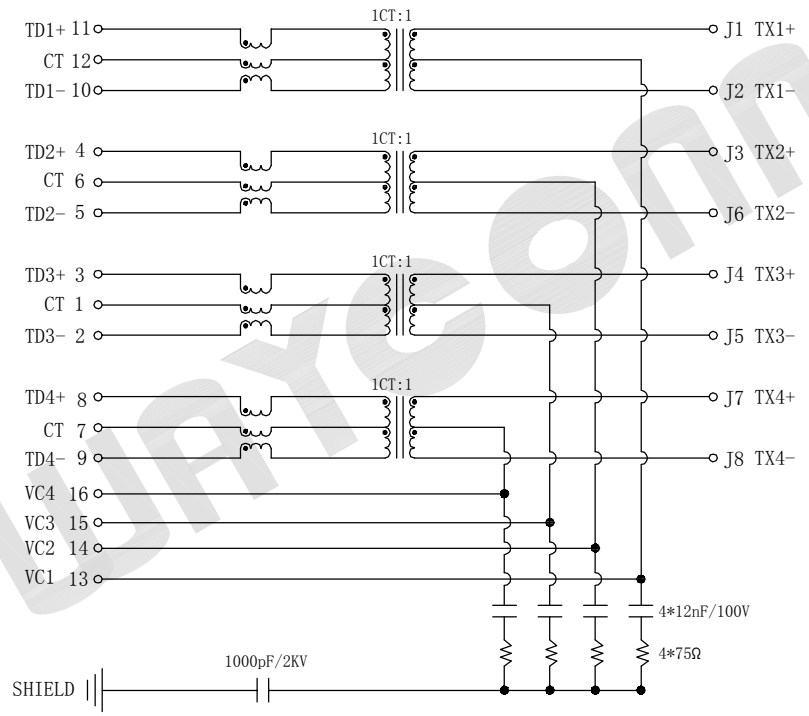 1CT:1
TD1+ 11 J1 TX1+
CT 12
TD1- 10 J2 TX1-
1CT:1
TD2+ 4 J3 TX2+
CT 6
TD2- 5 J6 TX2-
1CT:1
TD3+ 3 J4 TX3+
CT 1
TD3- 2 J5 TX3-
1CT:1
TD4+ 8 J7 TX4+
CT 7
TD4- 9 J8 TX4-
VC4 16
VC3 15
VC2 14
VC1 13
4*12nF/100V
4*75Ω
1000pF/2KV
SHIELD
WAYCONN